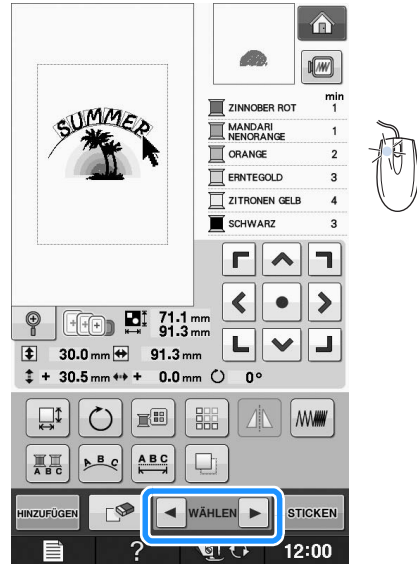 min
ZINNOBER ROT 1
MANDARI
NENORANGE 1
ORANGE 2
ERNTEGOLD 3
ZITRONEN GELB 4
SCHWARZ 3
SUMMER
71.1 mm
91.3 mm
30.0 mm 91.3 mm
+ 30.5 mm + 0.0 mm 0°
A B C
A B C
A B C
HINZUFÜGEN
WÄHLEN
STICKEN
?
12:00